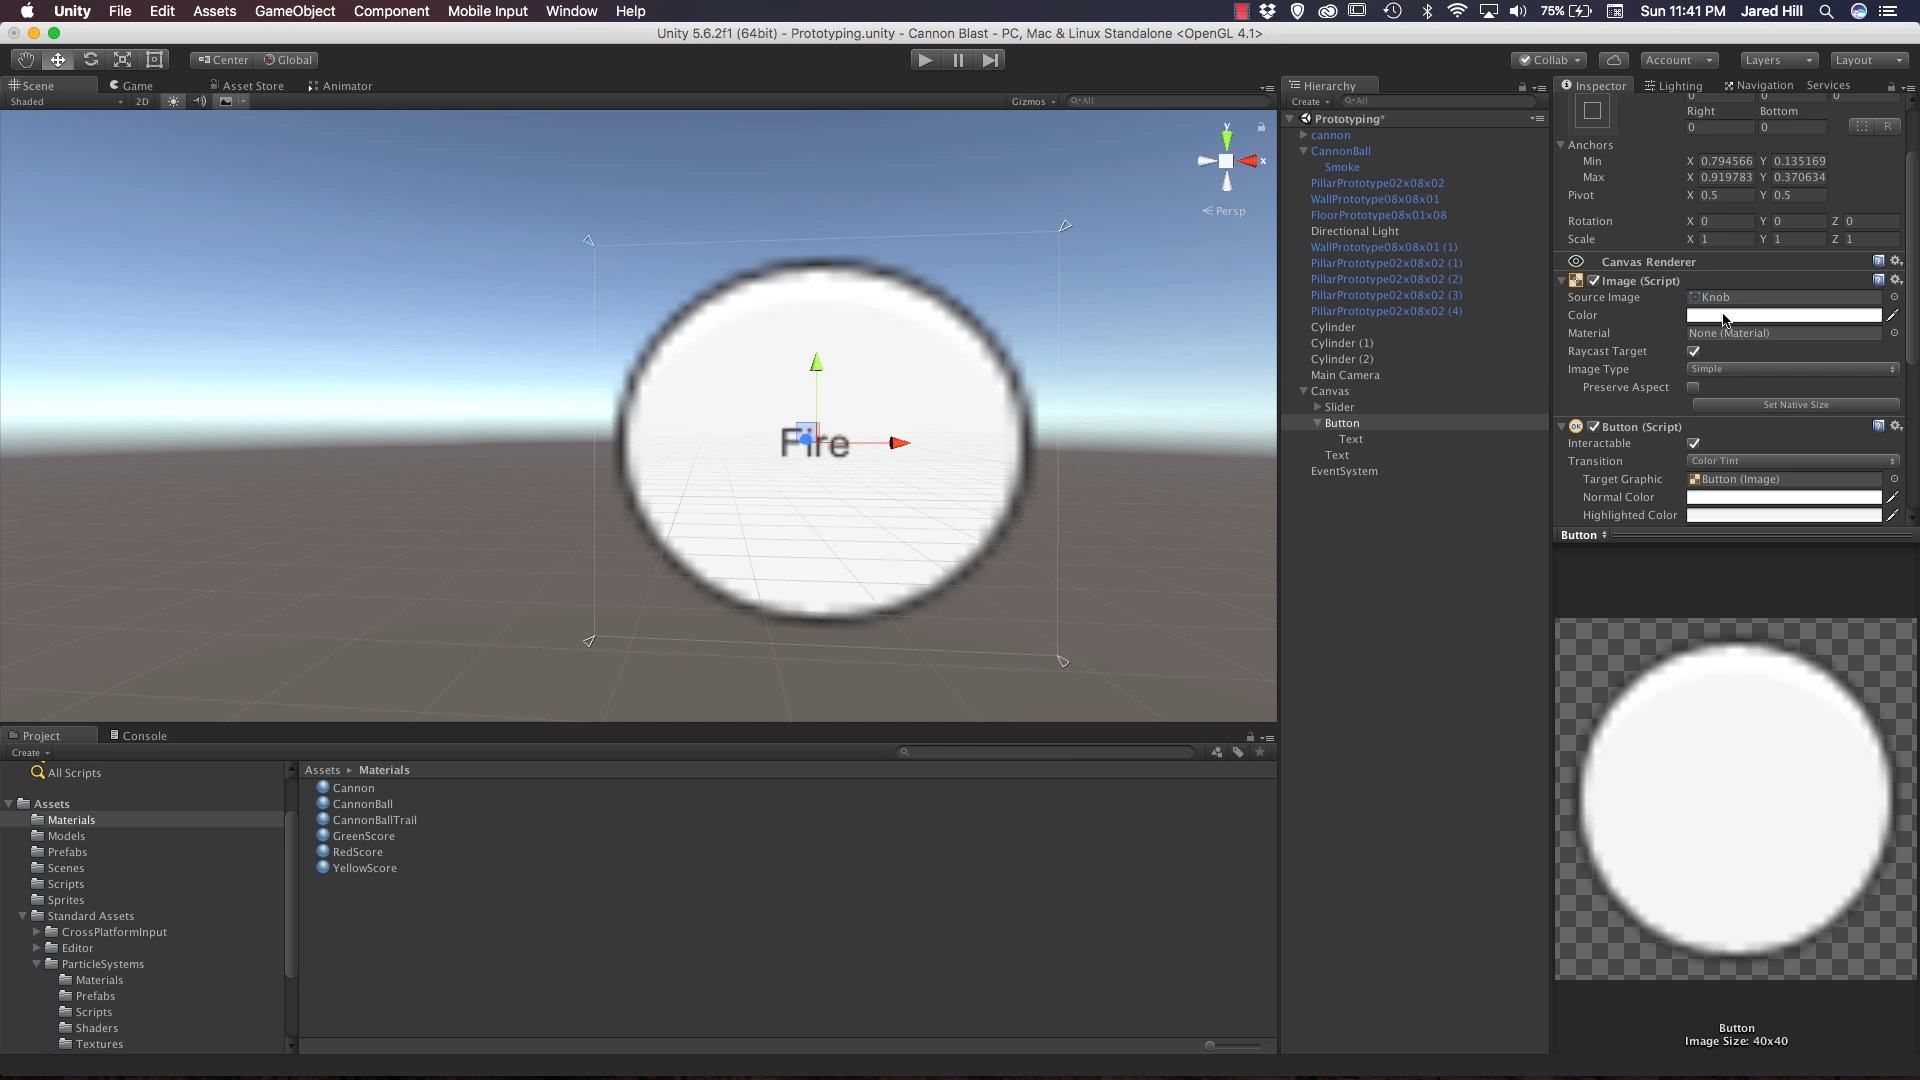 Unity File Edit Assets GameObject Component Mobile Input Window Help
75% Sun 11:41 PM Jared Hill
Unity 5.6.2f1 (64bit) - Prototyping.unity - Cannon Blast - PC, Mac & Linux Standalone <OpenGL 4.1>
Center Global
Collab Account Layers Layout
Scene Game Asset Store Animator
Shaded 2D Gizmos All
y
x
Persp
Fire
Hierarchy
Create All
Prototyping*
cannon
CannonBall
Smoke
PillarPrototype02x08x02
WallPrototype08x08x01
FloorPrototype08x01x08
Directional Light
WallPrototype08x08x01 (1)
PillarPrototype02x08x02 (1)
PillarPrototype02x08x02 (2)
PillarPrototype02x08x02 (3)
PillarPrototype02x08x02 (4)
Cylinder
Cylinder (1)
Cylinder (2)
Main Camera
Canvas
Slider
Button
Text
Text
EventSystem
Inspector Lighting Navigation Services
0 0 0
Right Bottom
0 0 R
Anchors
Min X 0.794566 Y 0.135169
Max X 0.919783 Y 0.370634
Pivot X 0.5 Y 0.5
Rotation X 0 Y 0 Z 0
Scale X 1 Y 1 Z 1
Canvas Renderer
Image (Script)
Source Image Knob
Color
Material None (Material)
Raycast Target
Image Type Simple
Preserve Aspect
Set Native Size
OK Button (Script)
Interactable
Transition Color Tint
Target Graphic Button (Image)
Normal Color
Highlighted Color
Button
Button
Image Size: 40x40
Project Console
Create
All Scripts
Assets
Materials
Models
Prefabs
Scenes
Scripts
Sprites
Standard Assets
CrossPlatformInput
Editor
ParticleSystems
Materials
Prefabs
Scripts
Shaders
Textures
Assets ▸ Materials
Cannon
CannonBall
CannonBallTrail
GreenScore
RedScore
YellowScore